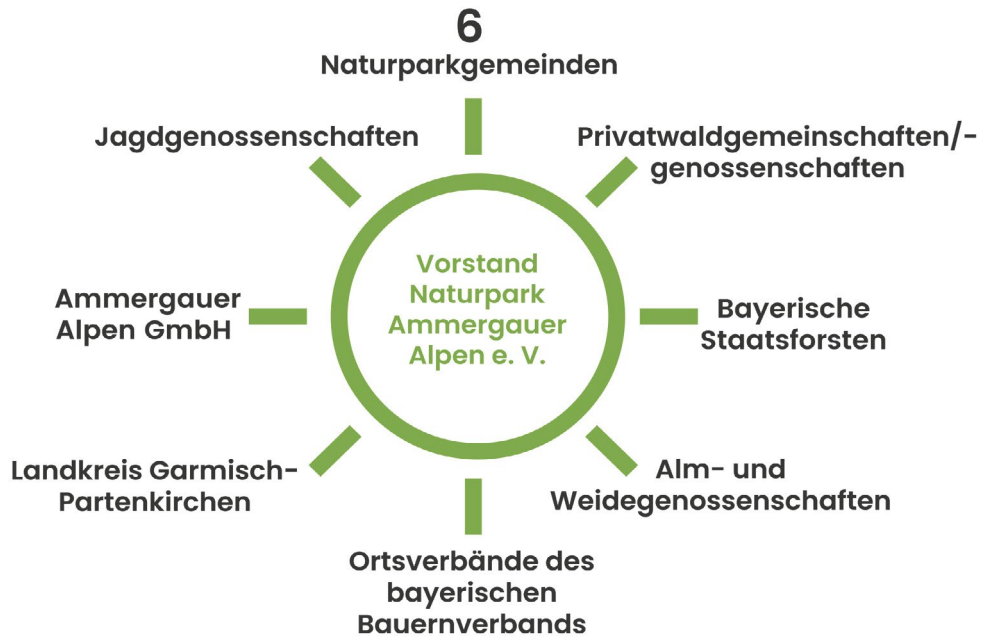 6
Naturparkgemeinden
Jagdgenossenschaften
Privatwaldgemeinschaften/-
genossenschaften
Vorstand
Naturpark
Ammergauer
Alpen e. V.
Ammergauer
Alpen GmbH
Bayerische
Staatsforsten
Landkreis Garmisch-
Partenkirchen
Alm- und
Weidegenossenschaften
Ortsverbände des
bayerischen
Bauernverbands